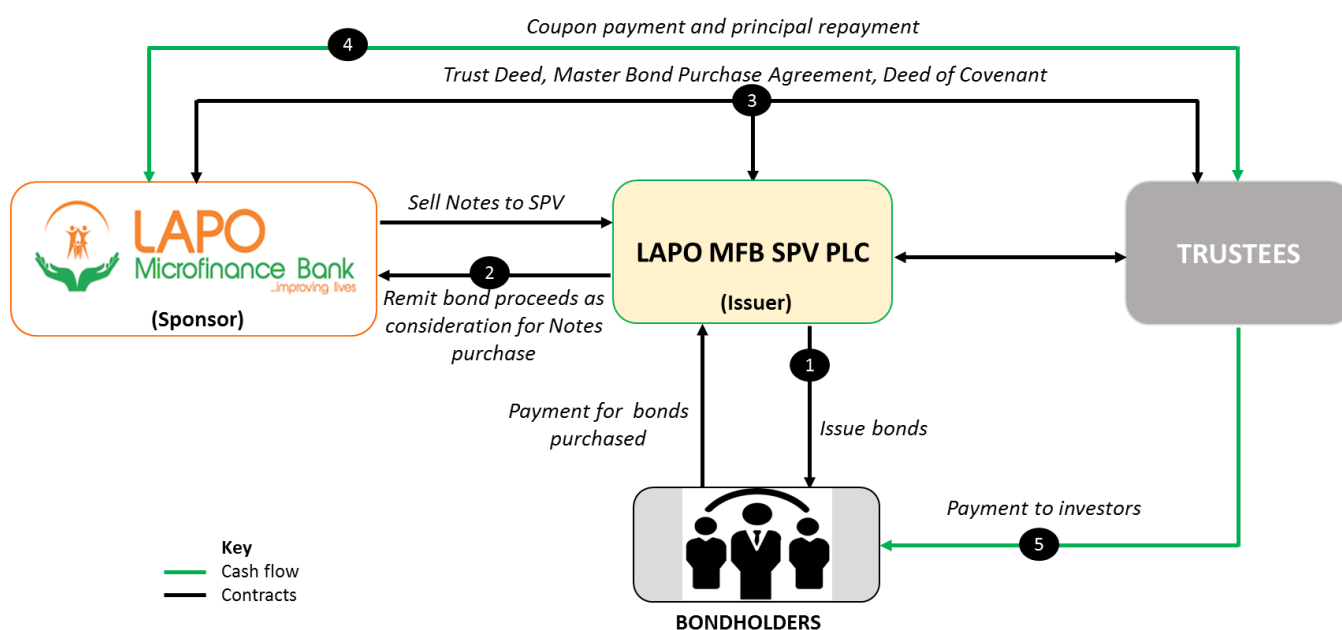 4
Coupon payment and principal repayment
Trust Deed, Master Bond Purchase Agreement, Deed of Covenant
3
LAPO
Microfinance Bank
...improving lives
(Sponsor)
Sell Notes to SPV
2
Remit bond proceeds as
consideration for Notes
purchase
LAPO MFB SPV PLC
(Issuer)
TRUSTEES
1
Payment for bonds
purchased
Issue bonds
Payment to investors
5
Key
Cash flow
Contracts
BONDHOLDERS